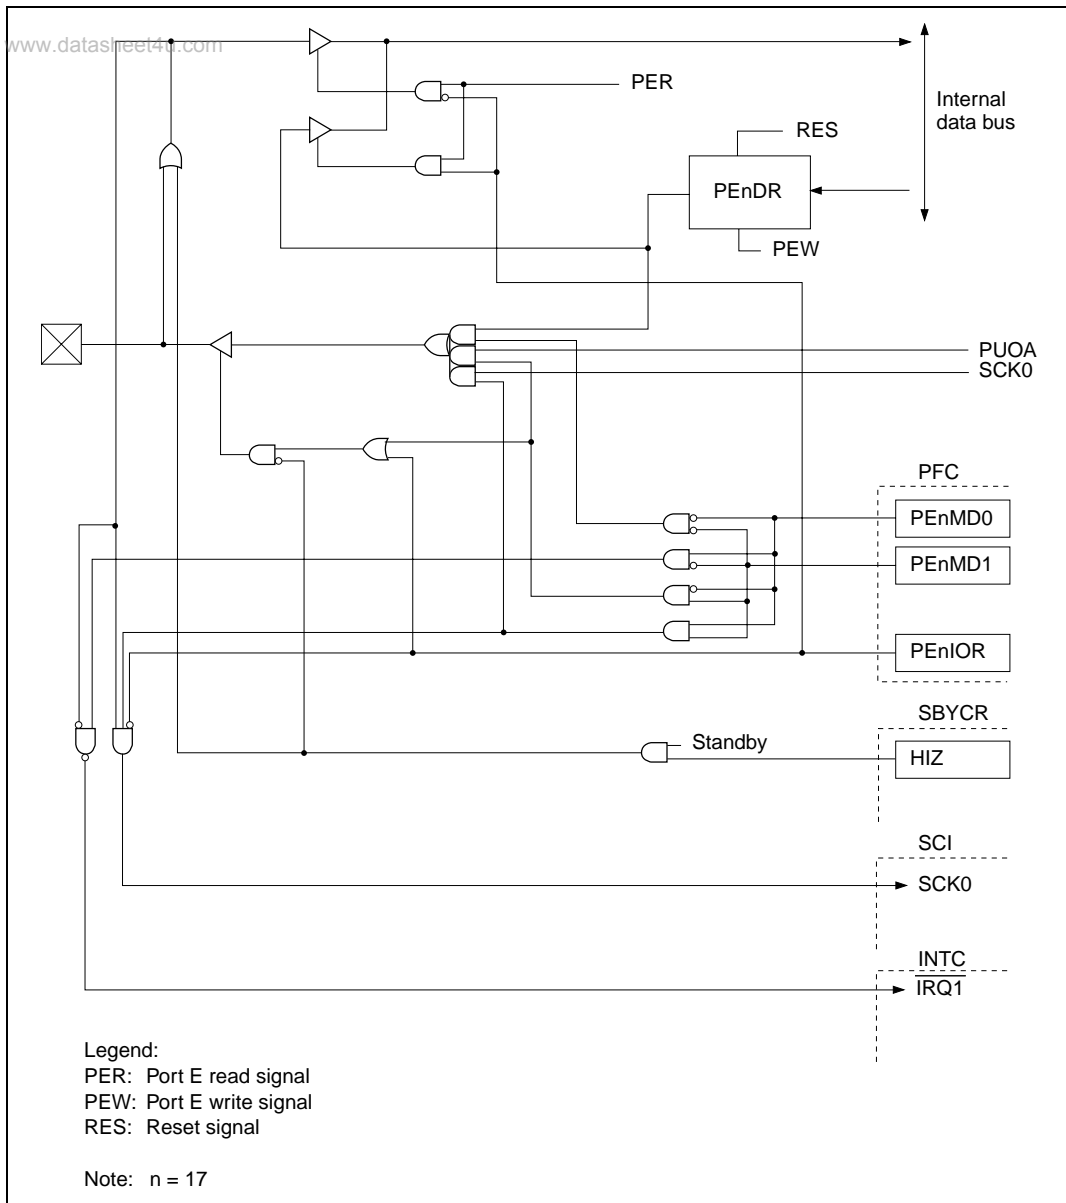 www.datasheet4u.com
PER
Internal
data bus
RES
PEnDR
PEW
PUOA
SCK0
PFC
PEnMD0
PEnMD1
PEnIOR
SBYCR
Standby
HIZ
SCI
SCK0
INTC
IRQ1
Legend:
PER: Port E read signal
PEW: Port E write signal
RES: Reset signal
Note: n = 17